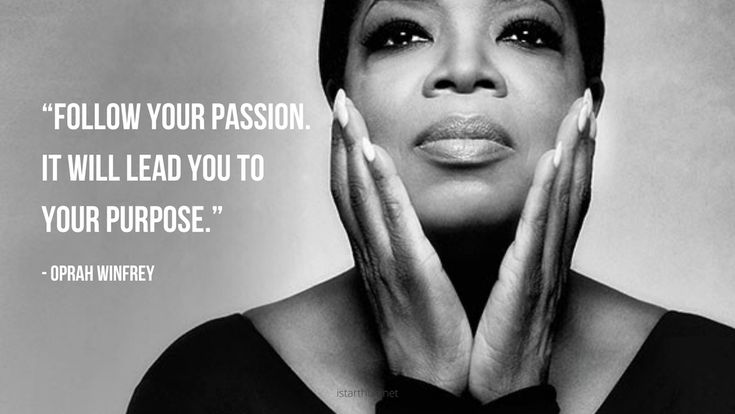 “FOLLOW YOUR PASSION.
IT WILL LEAD YOU TO
YOUR PURPOSE.”
- OPRAH WINFREY